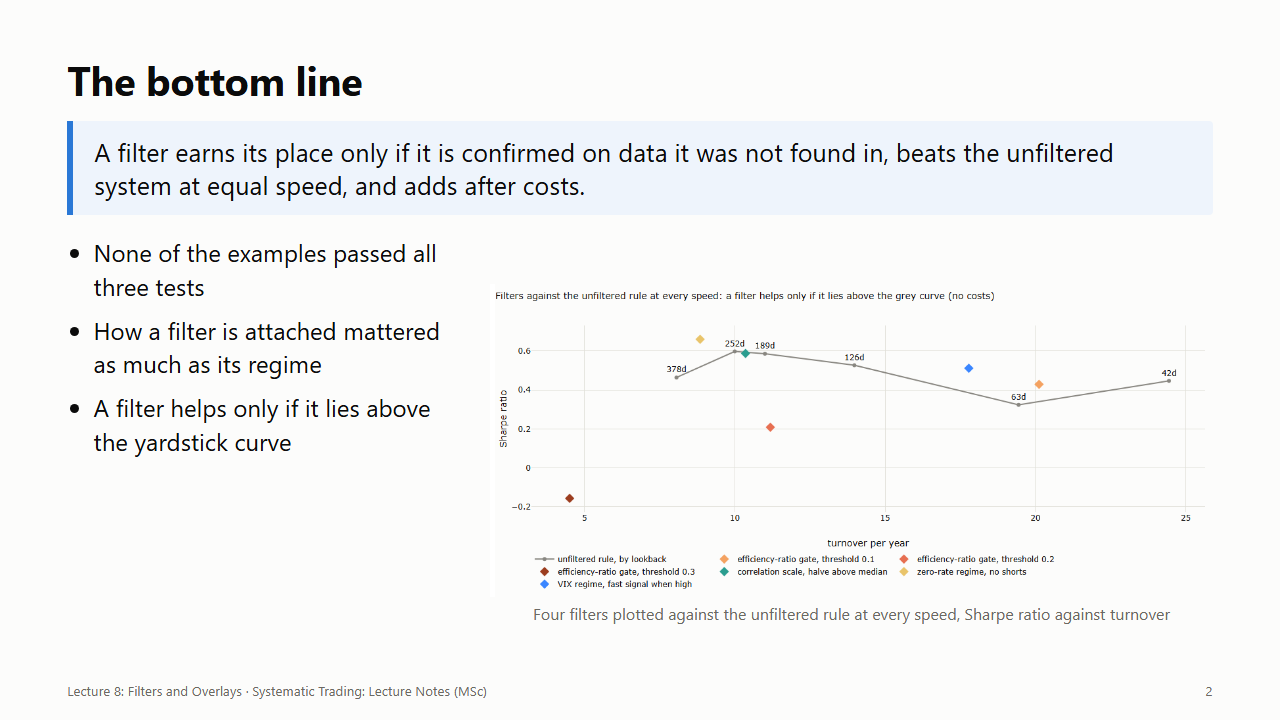 The bottom line
A filter earns its place only if it is confirmed on data it was not found in, beats the unfiltered
system at equal speed, and adds after costs.
• None of the examples passed all
three tests
• How a filter is attached mattered
as much as its regime
• A filter helps only if it lies above
the yardstick curve
Filters against the unfiltered rule at every speed: a filter helps only if it lies above the grey curve (no costs)
Sharpe ratio
0.6
0.4
0.2
0
−0.2
378d
252d
189d
126d
63d
42d
5
10
15
20
25
turnover per year
unfiltered rule, by lookback
efficiency-ratio gate, threshold 0.1
efficiency-ratio gate, threshold 0.2
efficiency-ratio gate, threshold 0.3
correlation scale, halve above median
zero-rate regime, no shorts
VIX regime, fast signal when high
Four filters plotted against the unfiltered rule at every speed, Sharpe ratio against turnover
Lecture 8: Filters and Overlays · Systematic Trading: Lecture Notes (MSc)
2